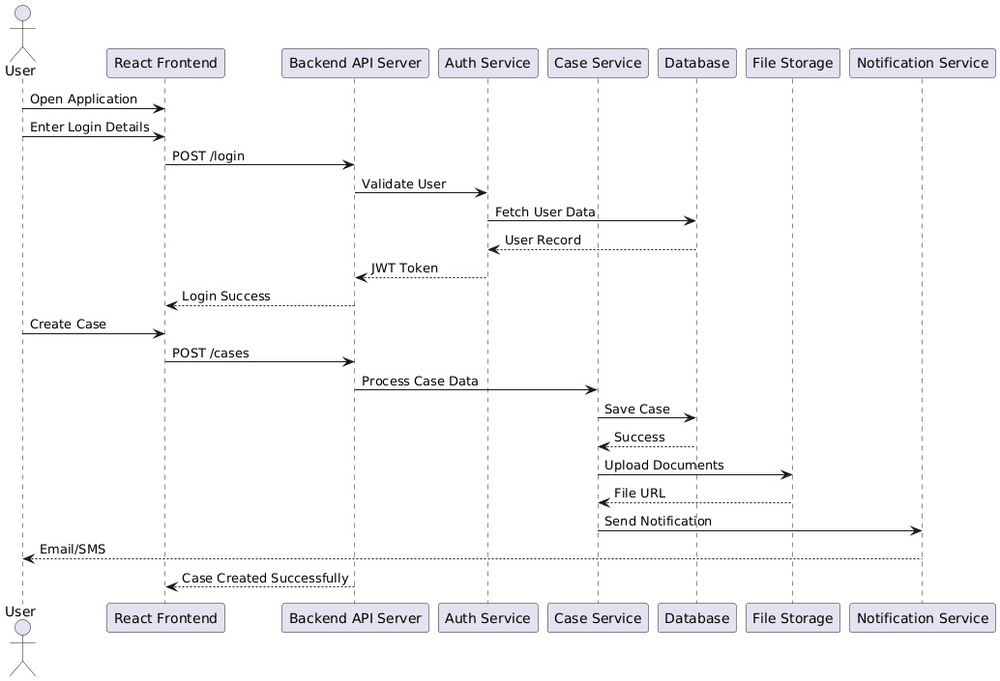 User
React Frontend
Backend API Server
Auth Service
Case Service
Database
File Storage
Notification Service
Open Application
Enter Login Details
POST /login
Validate User
Fetch User Data
User Record
JWT Token
Login Success
Create Case
POST /cases
Process Case Data
Save Case
Success
Upload Documents
File URL
Send Notification
Email/SMS
Case Created Successfully
User
React Frontend
Backend API Server
Auth Service
Case Service
Database
File Storage
Notification Service